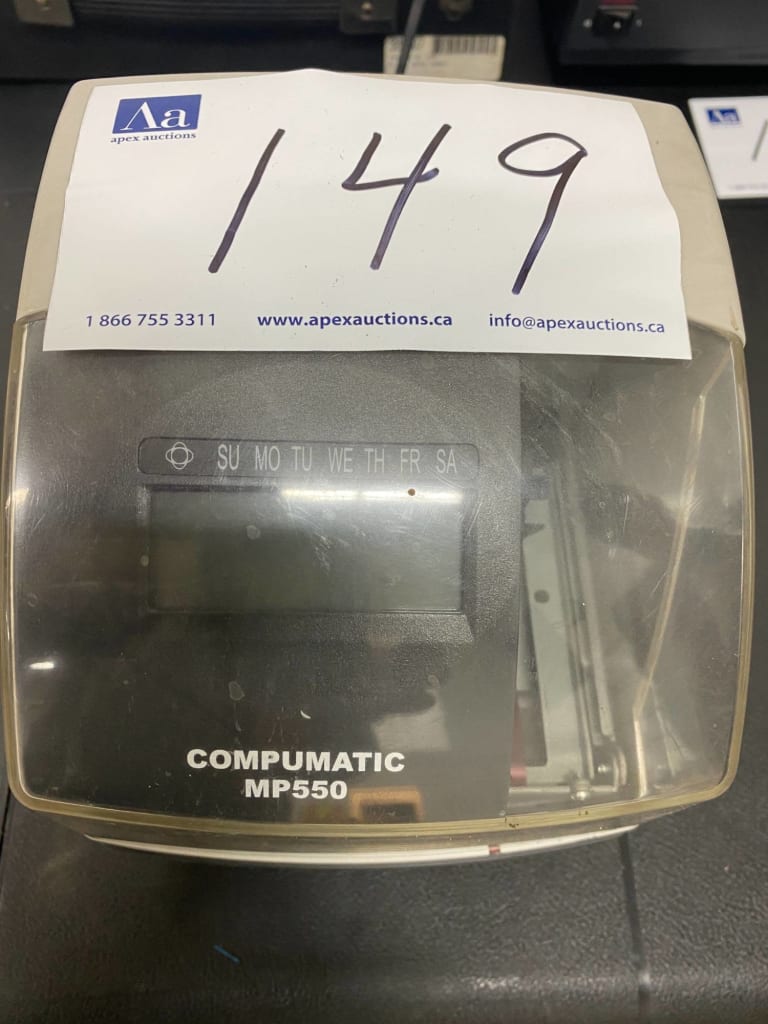 Aa
apex auctions
149
1 866 755 3311 www.apexauctions.ca info@apexauctions.ca
SU MO TU WE TH FR SA
COMPUMATIC
MP550
Aa